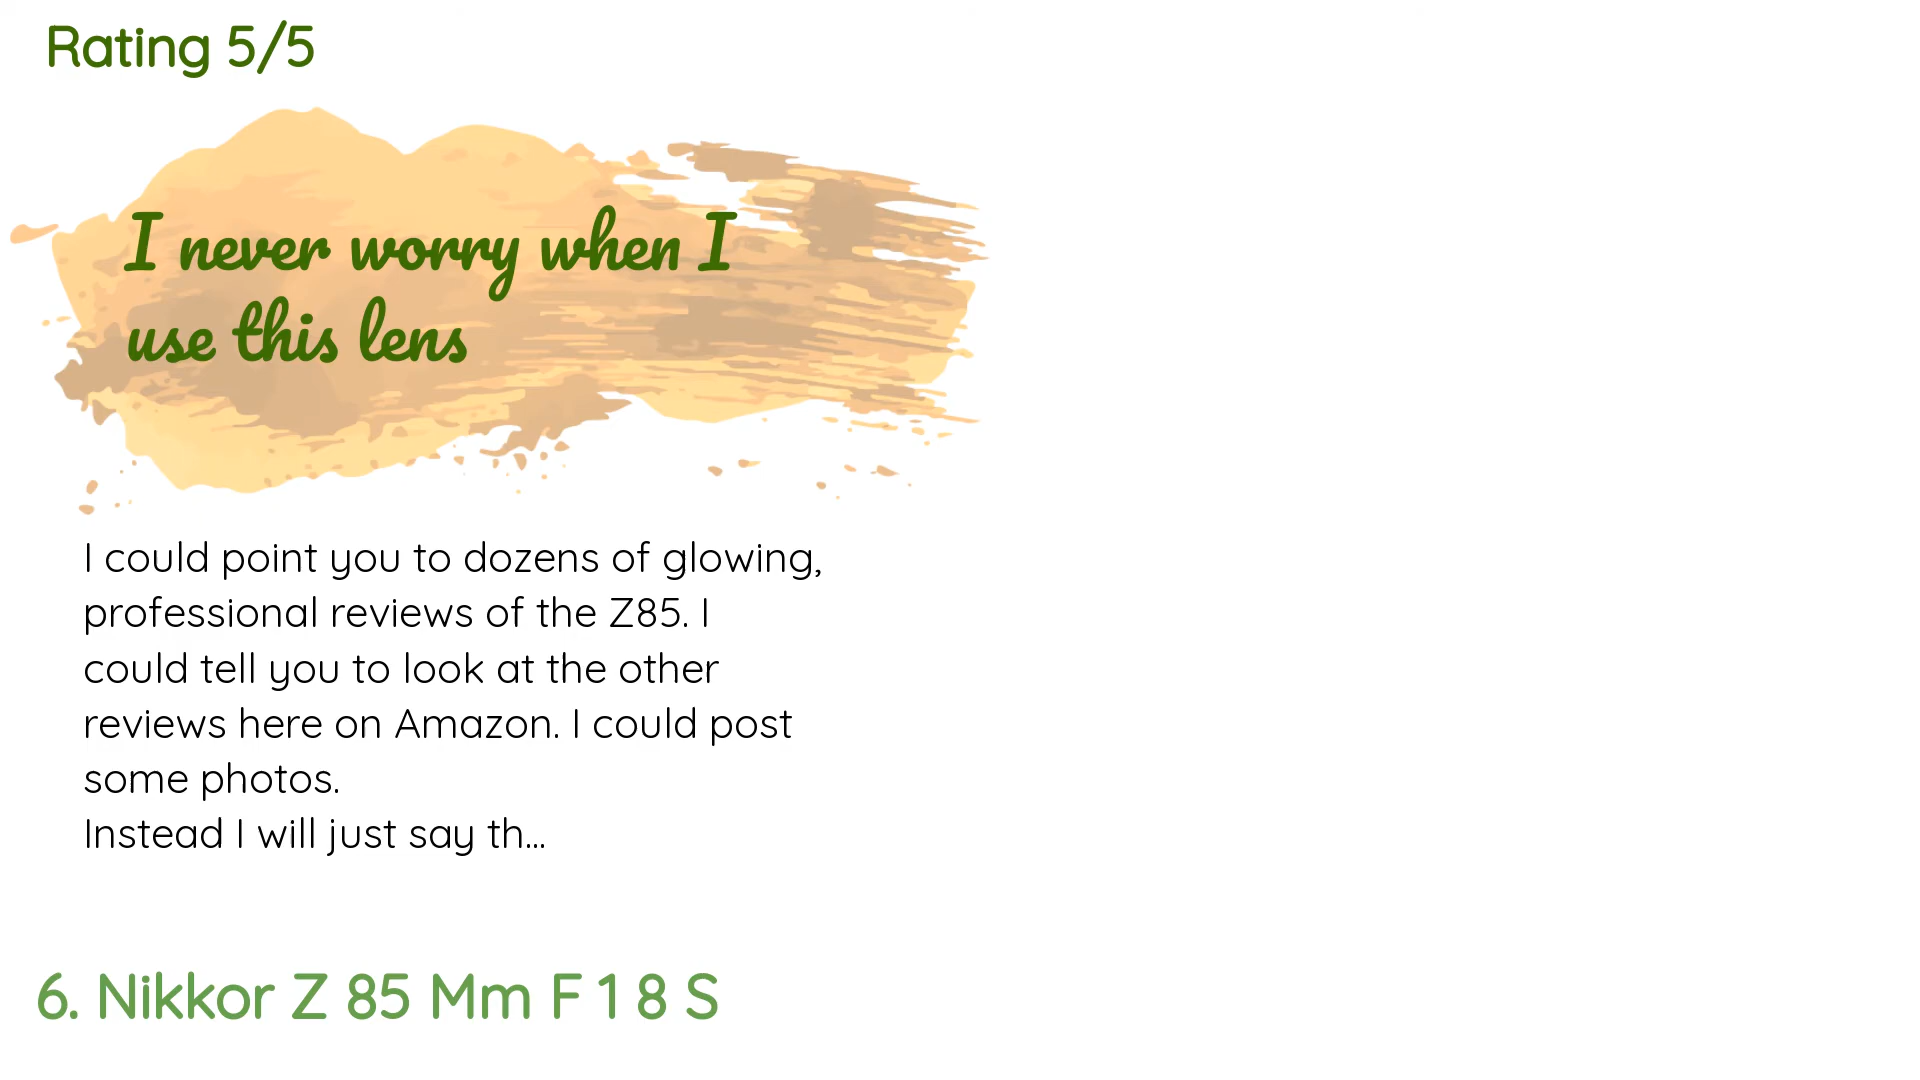 Rating 5/5
I never worry when I
use this lens
I could point you to dozens of glowing,
professional reviews of the Z85. I
could tell you to look at the other
reviews here on Amazon. I could post
some photos.
Instead I will just say th...
6. Nikkor Z 85 Mm F 1 8 S